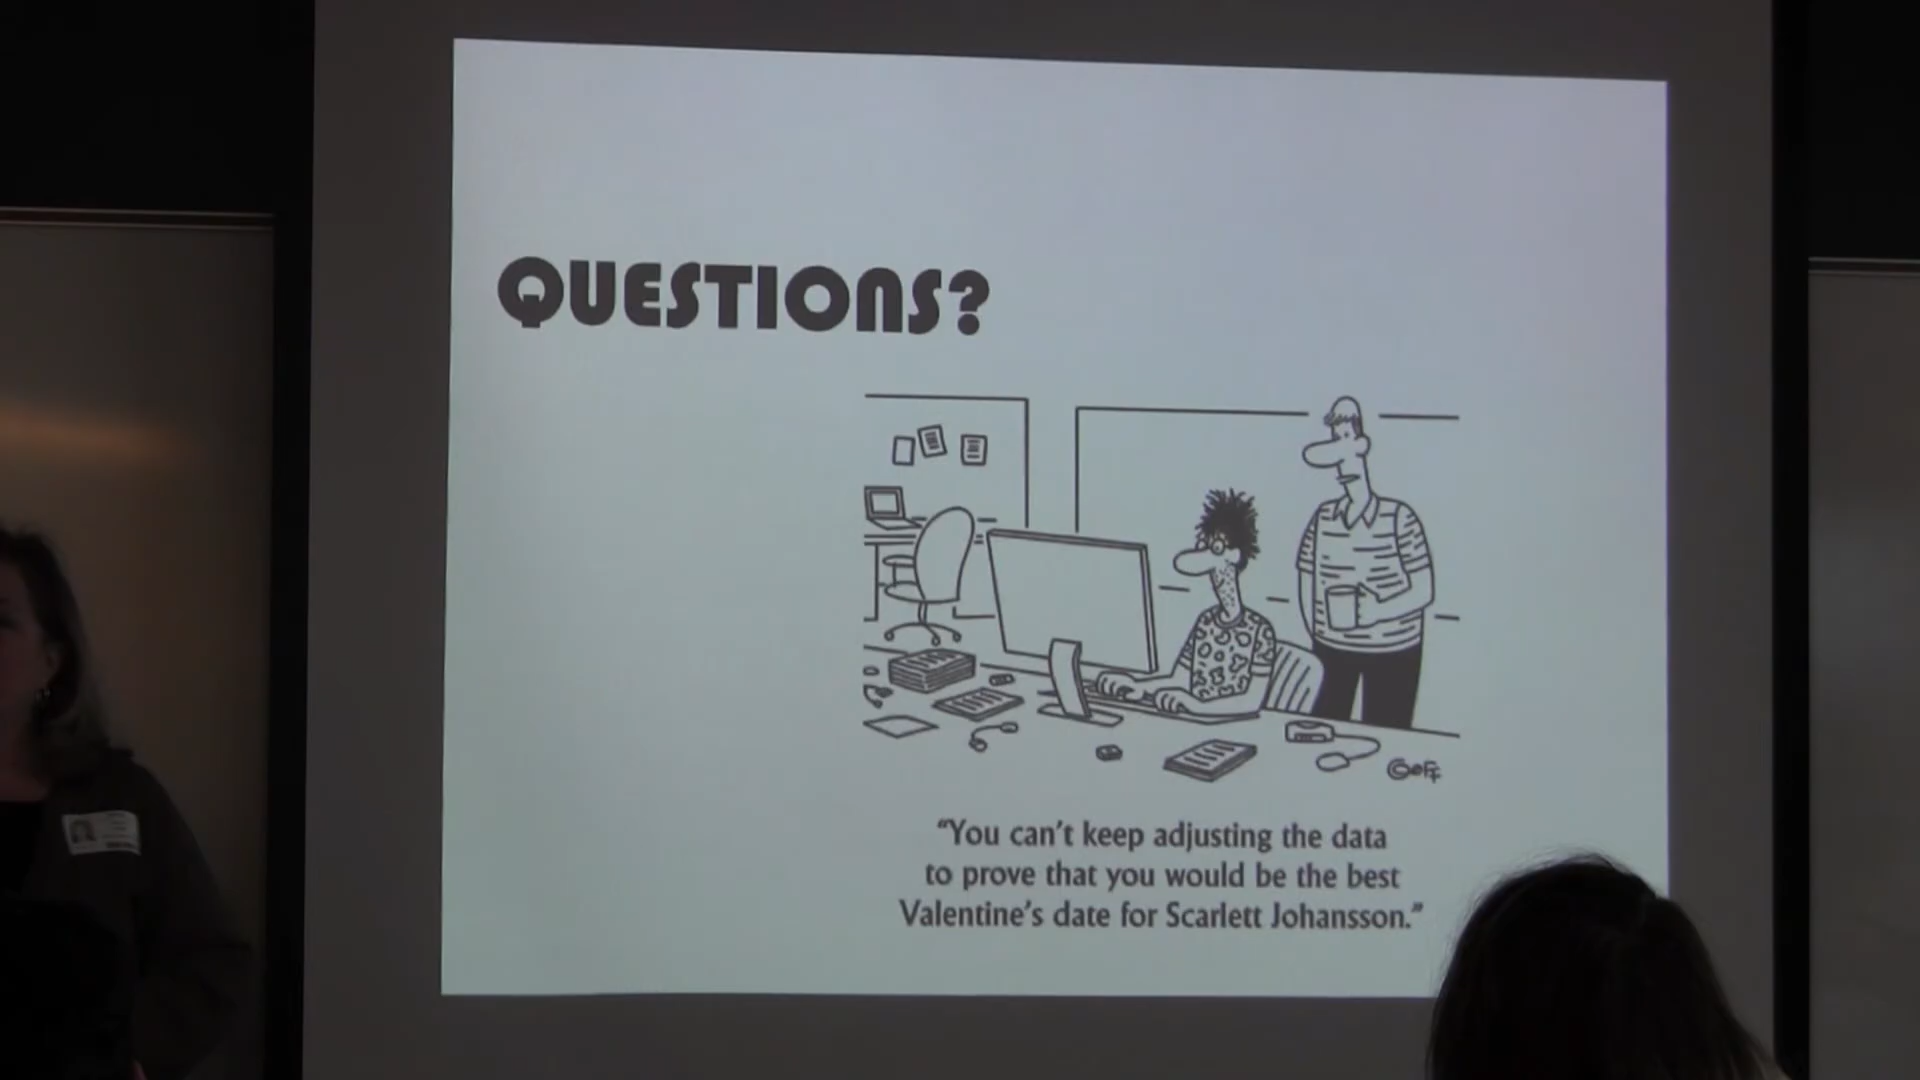 QUESTIONS?
"You can't keep adjusting the data
to prove that you would be the best
Valentine's date for Scarlett Johansson."